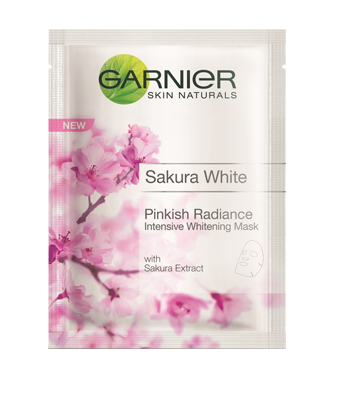 GARNIER
SKIN NATURALS
NEW
Sakura White
Pinkish Radiance
Intensive Whitening Mask
with
Sakura Extract